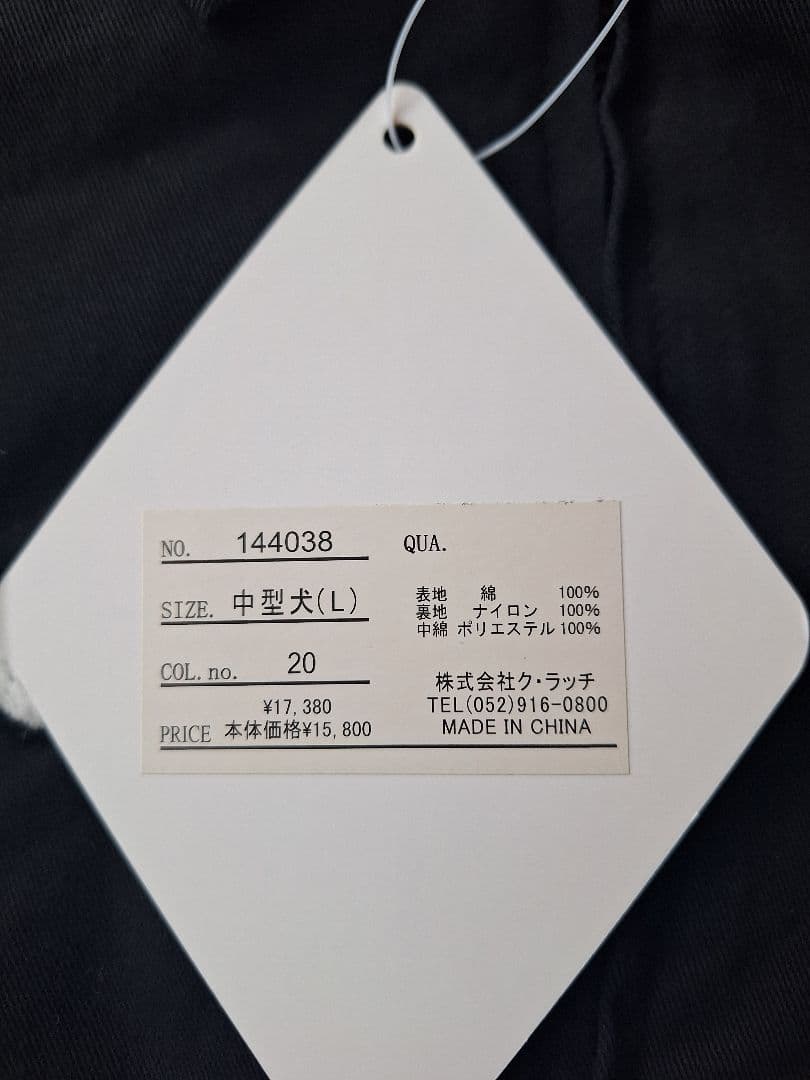 NO. 144038
SIZE. 中型犬(L)
COL.no. 20
¥17,380
PRICE 本体価格¥15,800
QUA.
表地 綿 100%
裏地 ナイロン 100%
中綿 ポリエステル 100%
株式会社ク・ラッチ
TEL(052)916-0800
MADE IN CHINA